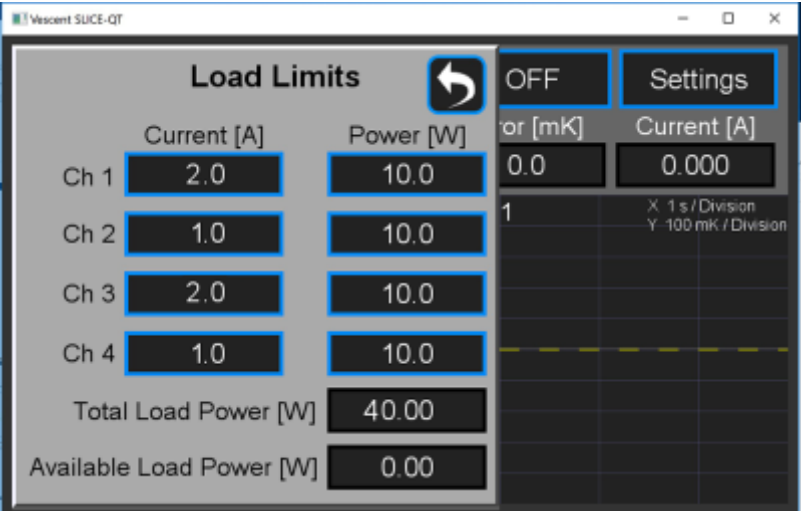 Vescent SLICE-QT
Load Limits
OFF
Settings
Current [A]
Power [W]
ror [mK]
Current [A]
Ch 1 2.0 10.0
0.0
0.000
Ch 2 1.0 10.0
1
X 1 s / Division
Y 100 mK / Division
Ch 3 2.0 10.0
Ch 4 1.0 10.0
Total Load Power [W] 40.00
Available Load Power [W] 0.00